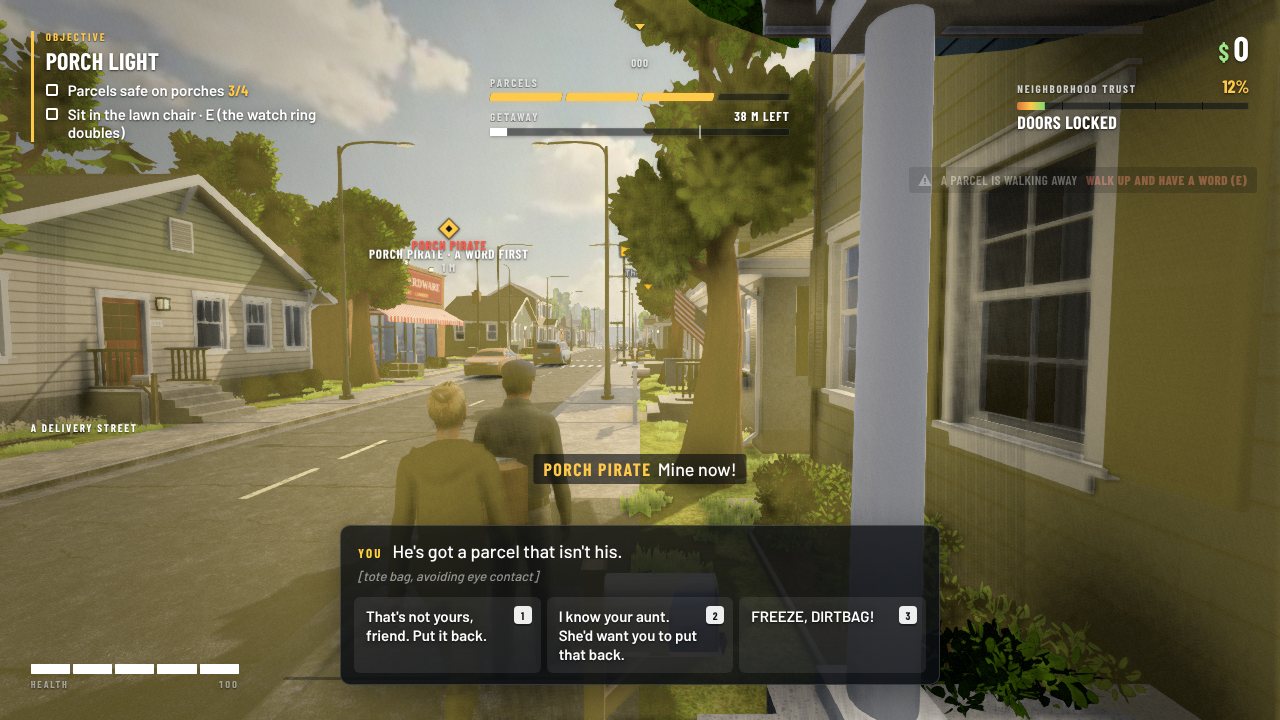 OBJECTIVE
PORCH LIGHT
Parcels safe on porches 3/4
Sit in the lawn chair · E (the watch ring
doubles)
000
PARCELS
GETAWAY 38 M LEFT
$ 0
NEIGHBORHOOD TRUST 12%
DOORS LOCKED
A PARCEL IS WALKING AWAY WALK UP AND HAVE A WORD (E)
PORCH PIRATE
PORCH PIRATE · A WORD FIRST
1 M
A DELIVERY STREET
PORCH PIRATE Mine now!
YOU He's got a parcel that isn't his.
[tote bag, avoiding eye contact]
That's not yours,
friend. Put it back.
1
I know your aunt.
She'd want you to put
that back.
2
FREEZE, DIRTBAG!
3
HEALTH 100